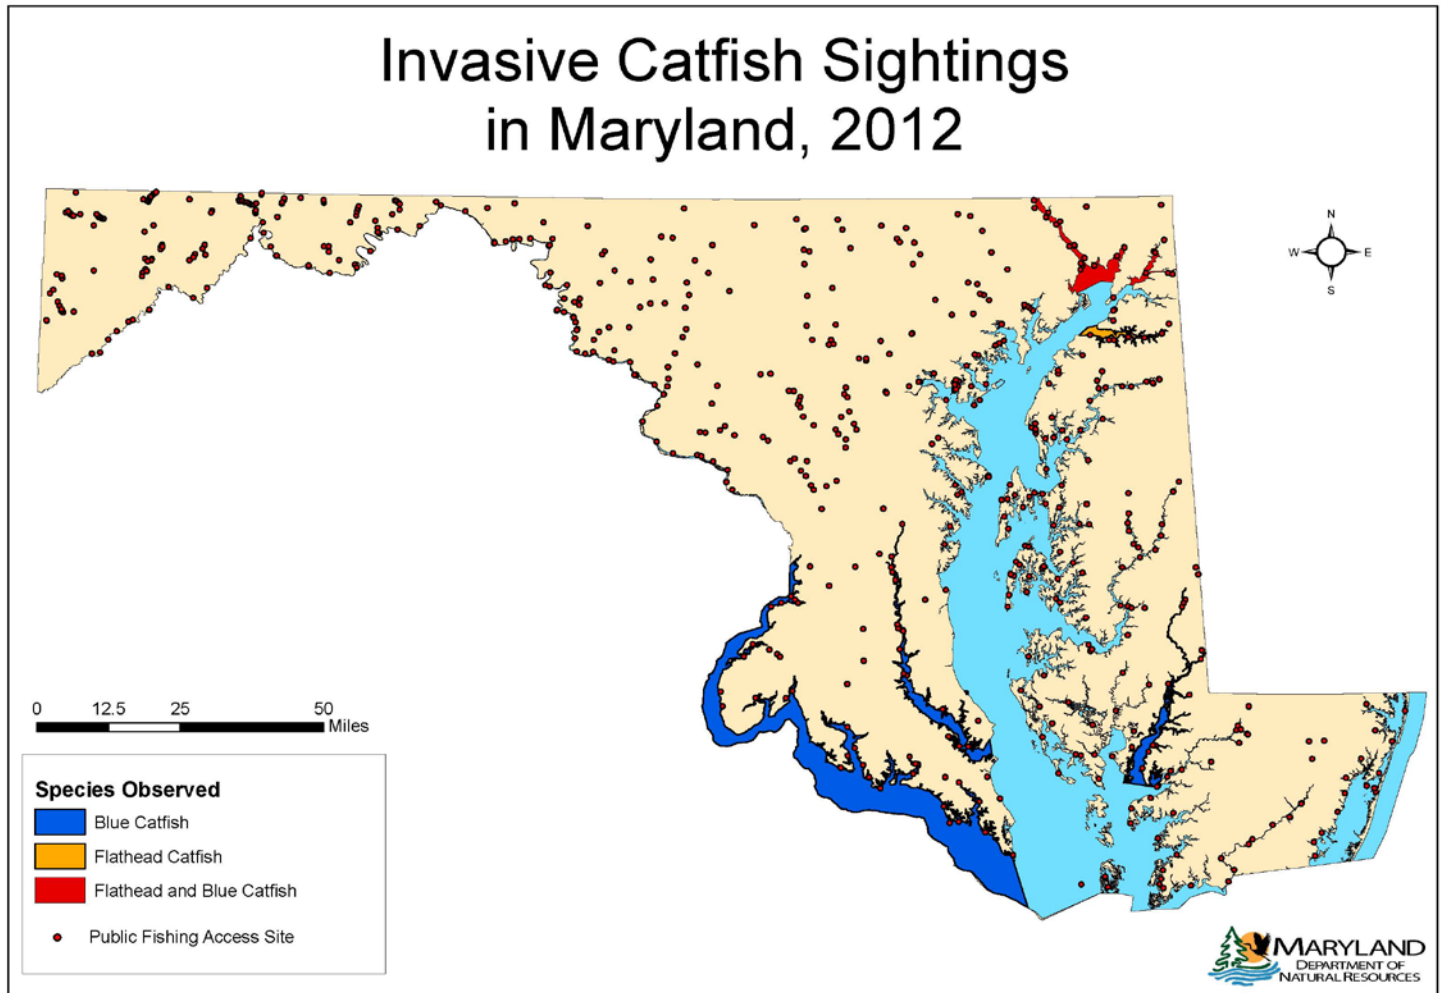 Invasive Catfish Sightings
in Maryland, 2012
N
W E
S
0 12.5 25 50
Miles
Species Observed
Blue Catfish
Flathead Catfish
Flathead and Blue Catfish
Public Fishing Access Site
MARYLAND
DEPARTMENT OF
NATURAL RESOURCES